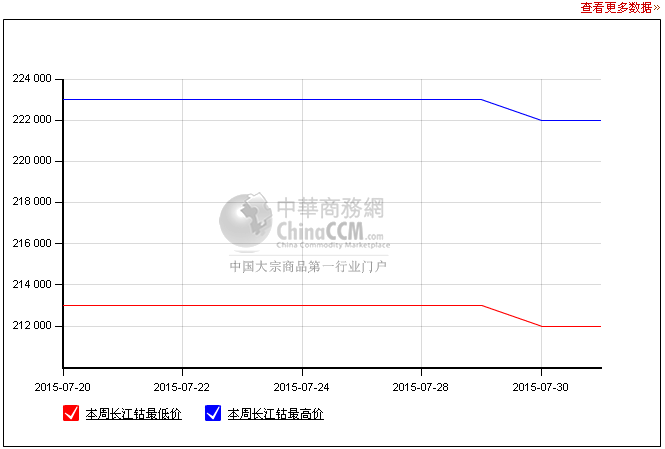 查看更多数据»
224 000
222 000
220 000
218 000
216 000
214 000
212 000
中華商務網
ChinaCCM.com
China Commodity Marketplace
中国大宗商品第一行业门户
2015-07-20 2015-07-22 2015-07-24 2015-07-28 2015-07-30
本周长江钴最低价 本周长江钴最高价